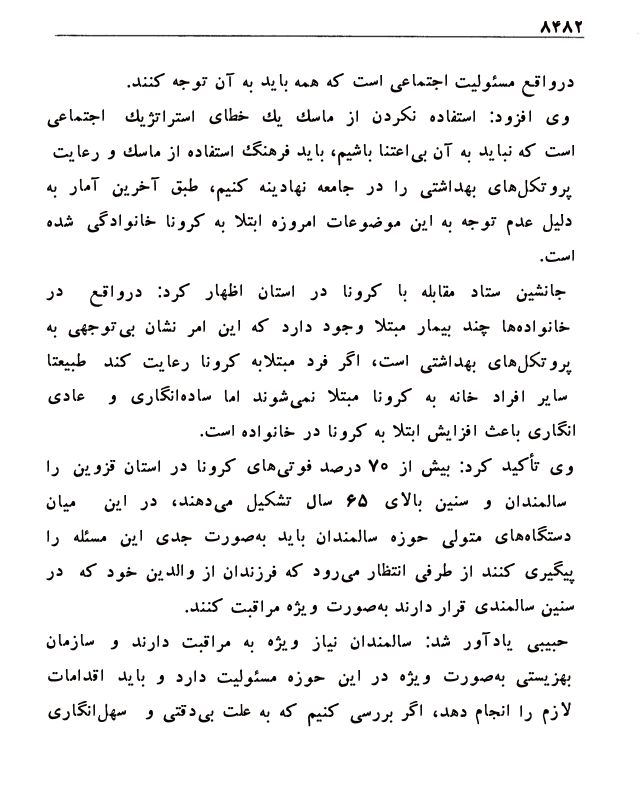 ۸۴۸۲
درواقع مسئولیت اجتماعی است که همه باید به آن توجه کنند.
وی افزود: استفاده نکردن از ماسك یك خطای استراتژیك اجتماعی
است که نباید به آن بی‌اعتنا باشیم، باید فرهنگ استفاده از ماسك و رعایت
پروتکل‌های بهداشتی را در جامعه نهادینه کنیم، طبق آخرین آمار به
دلیل عدم توجه به این موضوعات امروزه ابتلا به کرونا خانوادگی شده
است.
جانشین ستاد مقابله با کرونا در استان اظهار کرد: درواقع در
خانواده‌ها چند بیمار مبتلا وجود دارد که این امر نشان بی‌توجهی به
پروتکل‌های بهداشتی است، اگر فرد مبتلابه کرونا رعایت کند طبیعتا
سایر افراد خانه به کرونا مبتلا نمی‌شوند اما ساده‌انگاری و عادی
انگاری باعث افزایش ابتلا به کرونا در خانواده است.
وی تأکید کرد: بیش از ۷۰ درصد فوتی‌های کرونا در استان قزوین را
سالمندان و سنین بالای ۶۵ سال تشکیل می‌دهند، در این میان
دستگاه‌های متولی حوزه سالمندان باید به‌صورت جدی این مسئله را
پیگیری کنند از طرفی انتظار می‌رود که فرزندان از والدین خود که در
سنین سالمندی قرار دارند به‌صورت ویژه مراقبت کنند.
حبیبی یادآور شد: سالمندان نیاز ویژه به مراقبت دارند و سازمان
بهزیستی به‌صورت ویژه در این حوزه مسئولیت دارد و باید اقدامات
لازم را انجام دهد، اگر بررسی کنیم که به علت بی‌دقتی و سهل‌انگاری